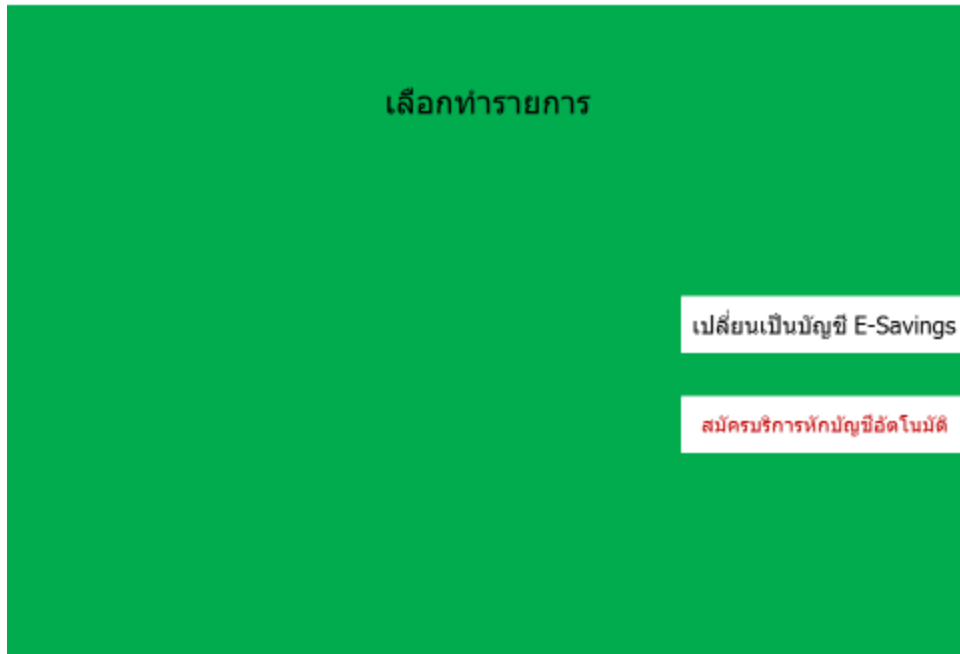 เลือกทำรายการ
เปลี่ยนเป็นบัญชี E-Savings
สมัครบริการหักบัญชีอัตโนมัติ